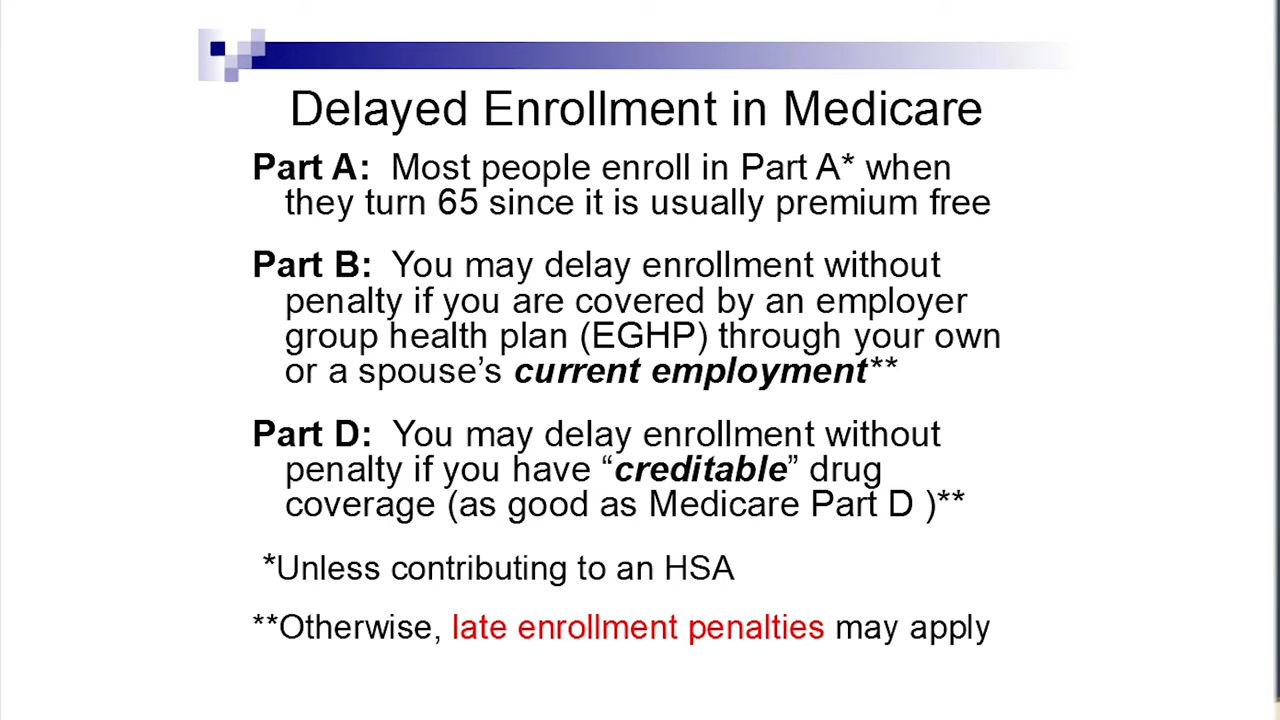 Delayed Enrollment in Medicare
Part A: Most people enroll in Part A* when
they turn 65 since it is usually premium free
Part B: You may delay enrollment without
penalty if you are covered by an employer
group health plan (EGHP) through your own
or a spouse’s current employment**
Part D: You may delay enrollment without
penalty if you have “creditable” drug
coverage (as good as Medicare Part D )**
*Unless contributing to an HSA
**Otherwise, late enrollment penalties may apply